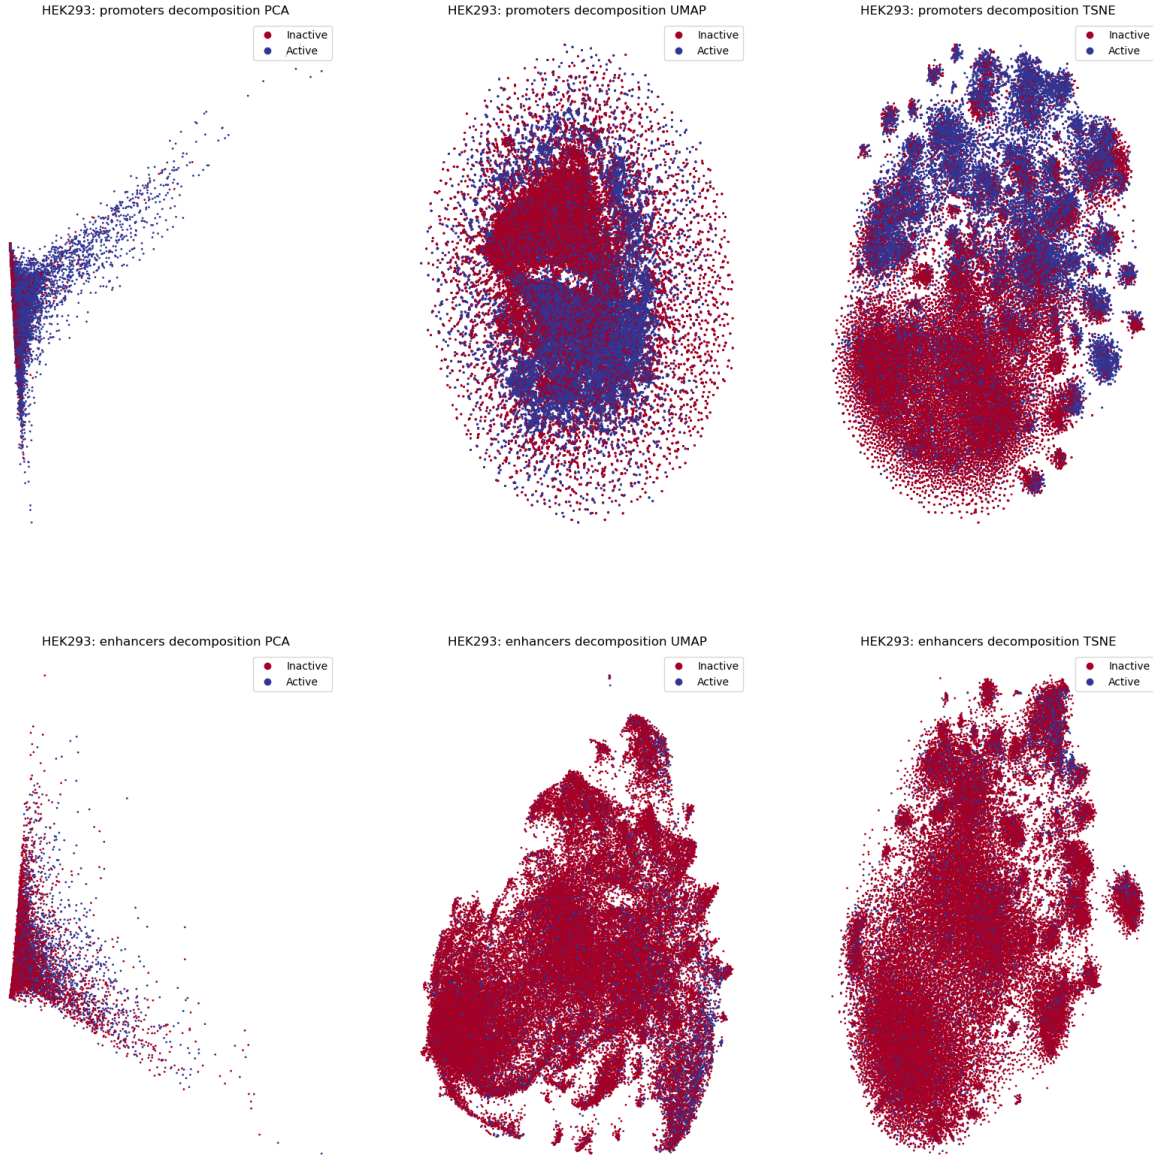 HEK293: promoters decomposition PCA
Inactive
Active
HEK293: promoters decomposition UMAP
Inactive
Active
HEK293: promoters decomposition TSNE
Inactive
Active
HEK293: enhancers decomposition PCA
Inactive
Active
HEK293: enhancers decomposition UMAP
Inactive
Active
HEK293: enhancers decomposition TSNE
Inactive
Active